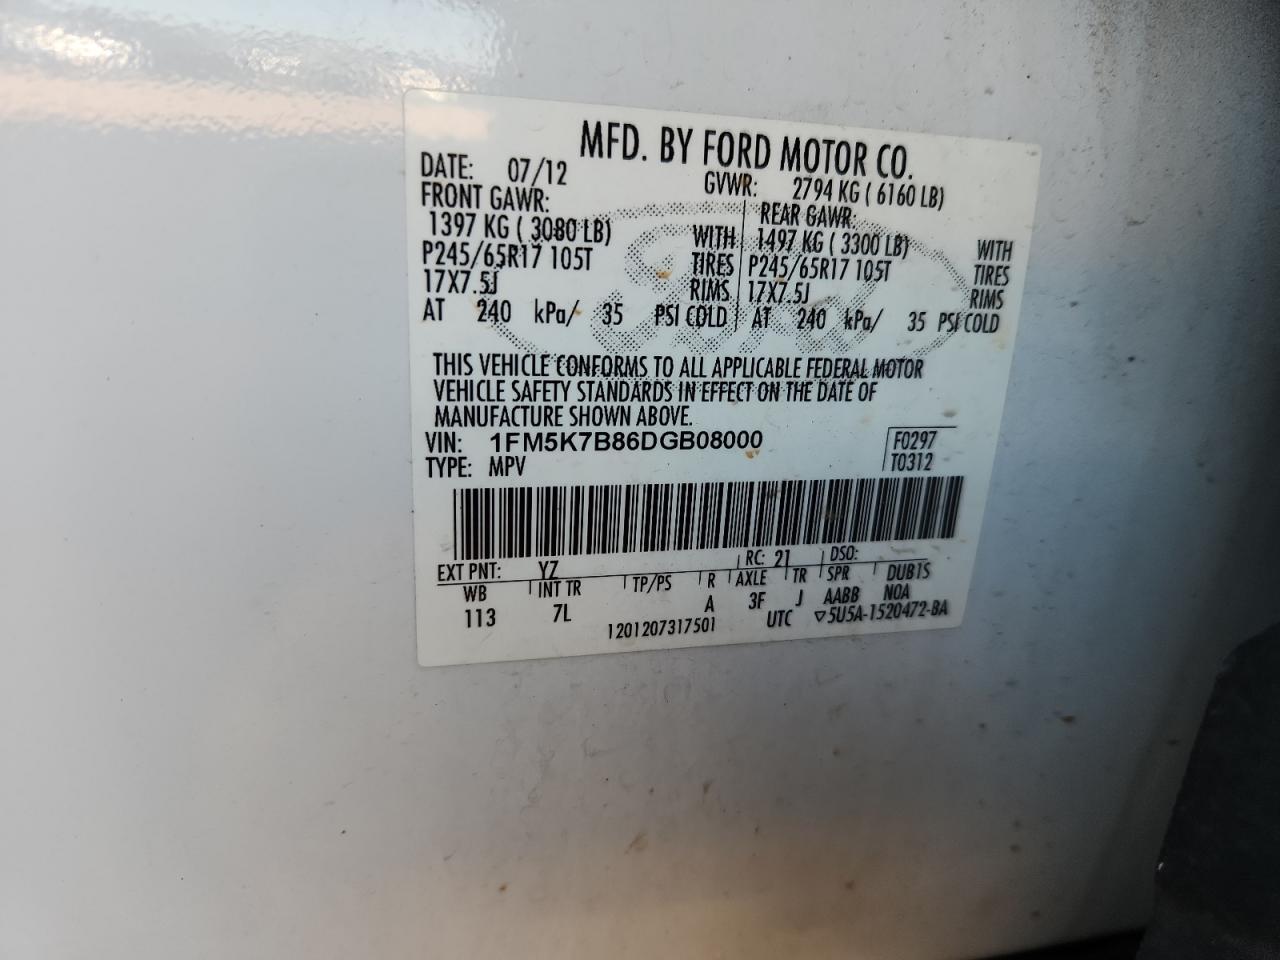 MFD. BY FORD MOTOR CO.
DATE: 07/12 GVWR: 2794 KG ( 6160 LB)
FRONT GAWR: REAR GAWR:
1397 KG ( 3080 LB) WITH 1497 KG ( 3300 LB) WITH
P245/65R17 105T TIRES P245/65R17 105T TIRES
17X7.5J RIMS 17X7.5J RIMS
AT 240 kPa/ 35 PSI COLD AT 240 kPa/ 35 PSI COLD
THIS VEHICLE CONFORMS TO ALL APPLICABLE FEDERAL MOTOR
VEHICLE SAFETY STANDARDS IN EFFECT ON THE DATE OF
MANUFACTURE SHOWN ABOVE.
VIN: 1FM5K7B86DGB08000 F0297
TYPE: MPV T0312
EXT PNT: YZ RC: 21 DSO:
WB INT TR TP/PS R AXLE TR SPR DUB1S
113 7L A 3F J AABB N0A
1201207317501 UTC ▽5U5A-1520472-BA
Ford